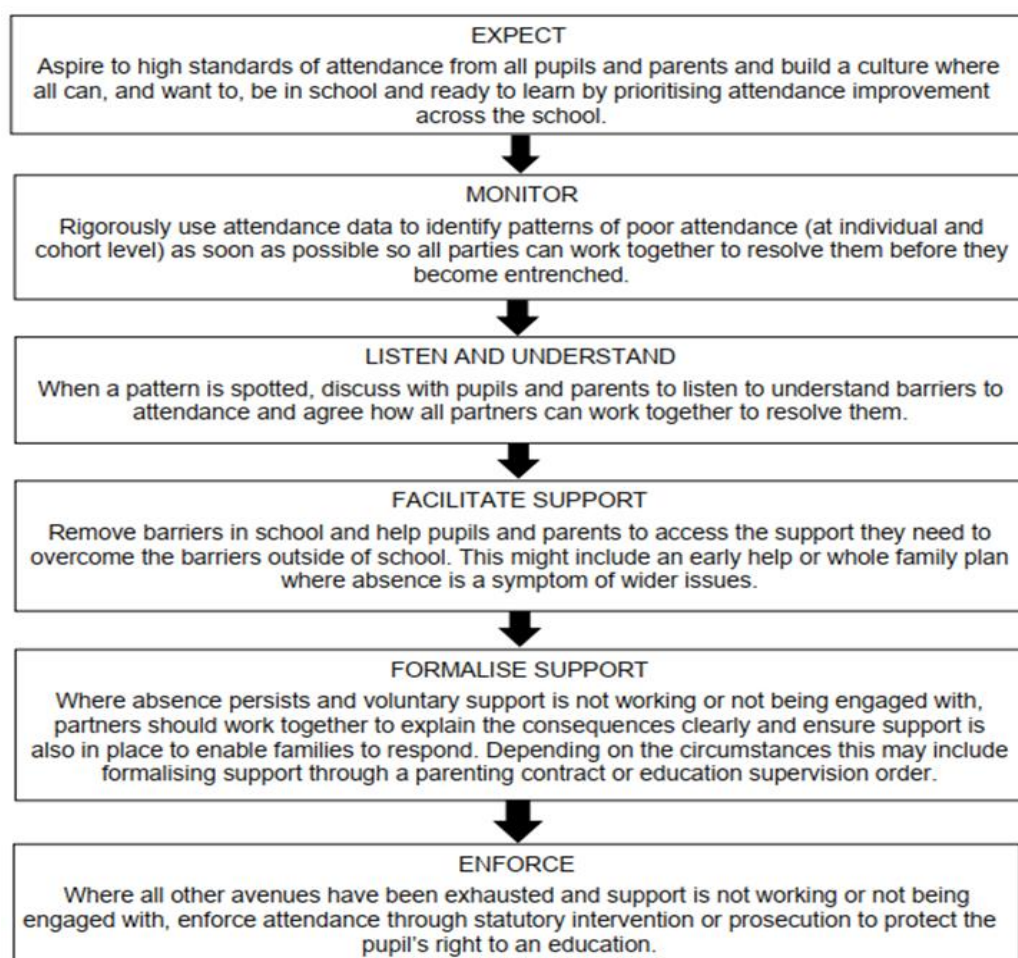 EXPECT
Aspire to high standards of attendance from all pupils and parents and build a culture where
all can, and want to, be in school and ready to learn by prioritising attendance improvement
across the school.
MONITOR
Rigorously use attendance data to identify patterns of poor attendance (at individual and
cohort level) as soon as possible so all parties can work together to resolve them before they
become entrenched.
LISTEN AND UNDERSTAND
When a pattern is spotted, discuss with pupils and parents to listen to understand barriers to
attendance and agree how all partners can work together to resolve them.
FACILITATE SUPPORT
Remove barriers in school and help pupils and parents to access the support they need to
overcome the barriers outside of school. This might include an early help or whole family plan
where absence is a symptom of wider issues.
FORMALISE SUPPORT
Where absence persists and voluntary support is not working or not being engaged with,
partners should work together to explain the consequences clearly and ensure support is
also in place to enable families to respond. Depending on the circumstances this may include
formalising support through a parenting contract or education supervision order.
ENFORCE
Where all other avenues have been exhausted and support is not working or not being
engaged with, enforce attendance through statutory intervention or prosecution to protect the
pupil's right to an education.